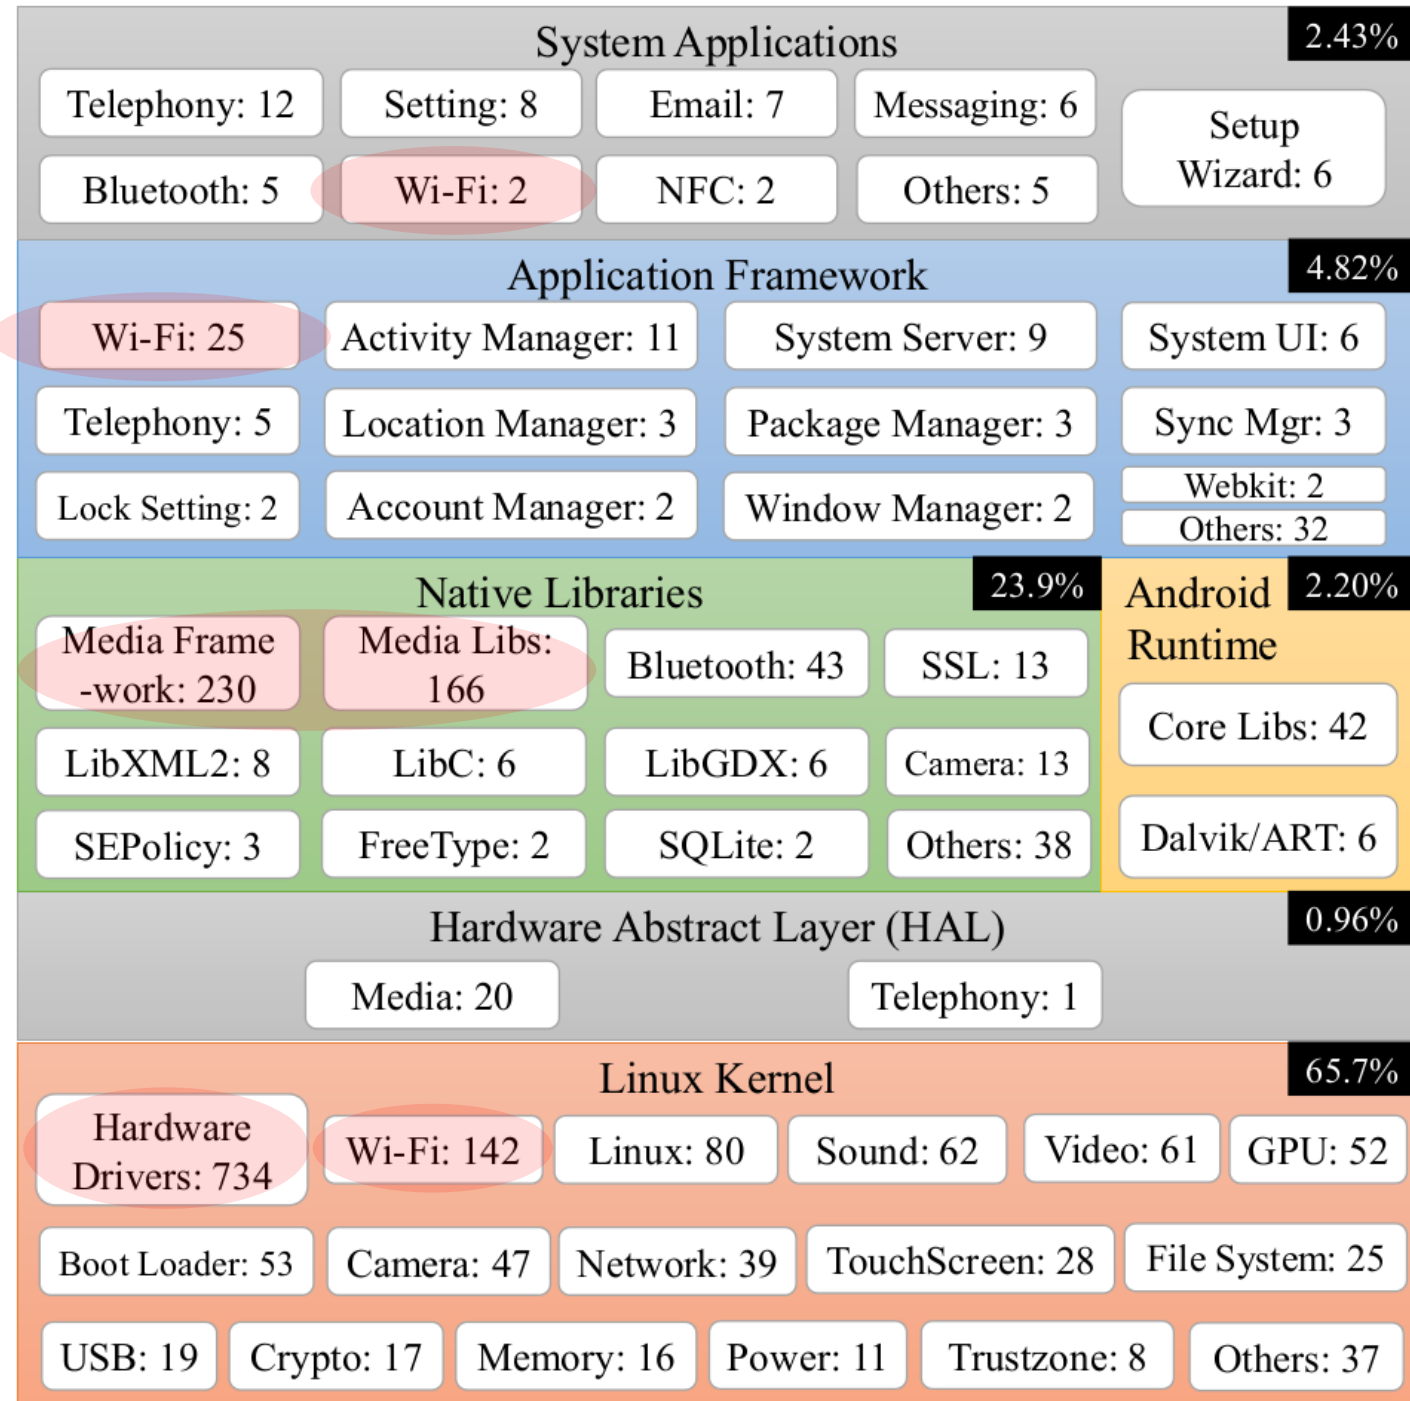 System Applications
2.43%
Telephony: 12
Setting: 8
Email: 7
Messaging: 6
Setup
Wizard: 6
Bluetooth: 5
Wi-Fi: 2
NFC: 2
Others: 5
Application Framework
4.82%
Wi-Fi: 25
Activity Manager: 11
System Server: 9
System UI: 6
Telephony: 5
Location Manager: 3
Package Manager: 3
Sync Mgr: 3
Lock Setting: 2
Account Manager: 2
Window Manager: 2
Webkit: 2
Others: 32
Native Libraries
23.9%
Media Frame
-work: 230
Media Libs:
166
Bluetooth: 43
SSL: 13
LibXML2: 8
LibC: 6
LibGDX: 6
Camera: 13
SEPolicy: 3
FreeType: 2
SQLite: 2
Others: 38
Android
Runtime
2.20%
Core Libs: 42
Dalvik/ART: 6
Hardware Abstract Layer (HAL)
0.96%
Media: 20
Telephony: 1
Linux Kernel
65.7%
Hardware
Drivers: 734
Wi-Fi: 142
Linux: 80
Sound: 62
Video: 61
GPU: 52
Boot Loader: 53
Camera: 47
Network: 39
TouchScreen: 28
File System: 25
USB: 19
Crypto: 17
Memory: 16
Power: 11
Trustzone: 8
Others: 37